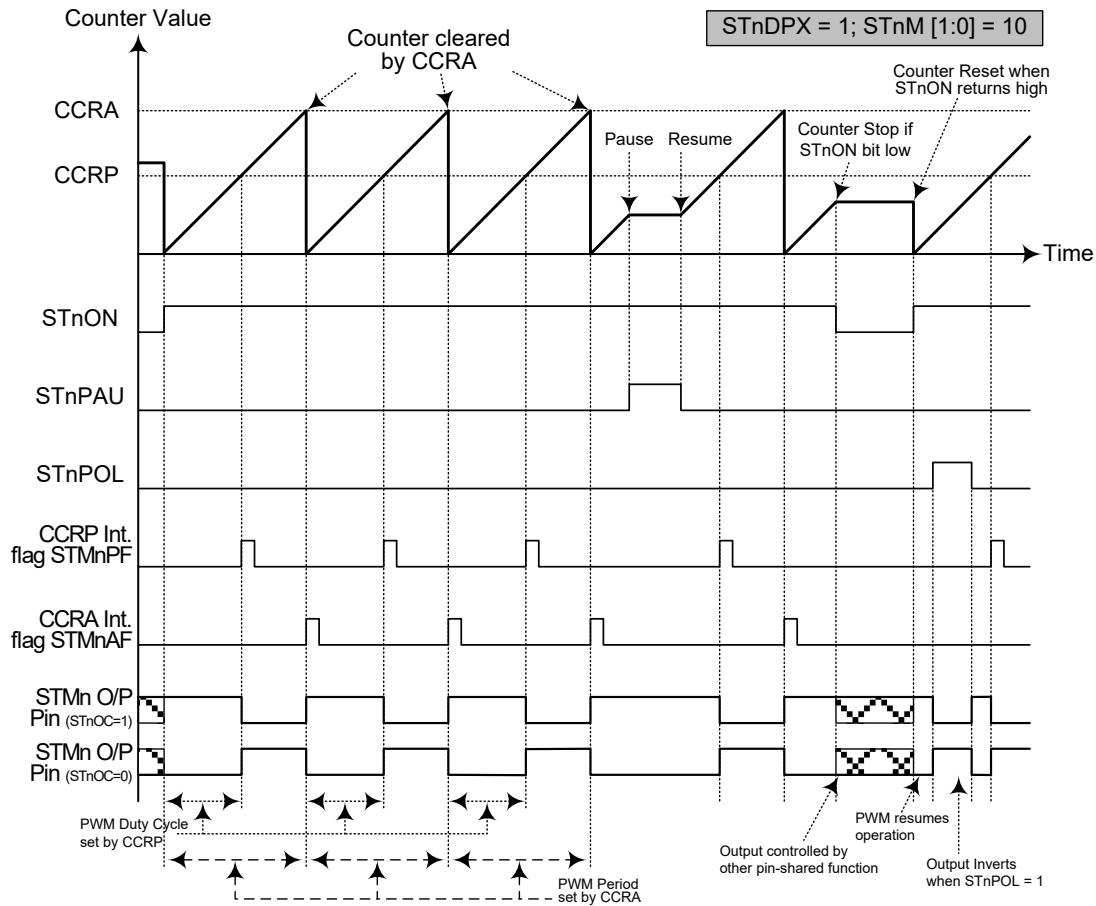 Counter Value
STnDPX = 1; STnM [1:0] = 10
Counter cleared
by CCRA
Counter Reset when
STnON returns high
CCRA
Counter Stop if
STnON bit low
Pause
Resume
CCRP
Time
STnON
STnPAU
STnPOL
CCRP Int.
flag STMnPF
CCRA Int.
flag STMnAF
STMn O/P
Pin (STnOC=1)
STMn O/P
Pin (STnOC=0)
PWM Duty Cycle
set by CCRP
PWM resumes
operation
Output controlled by
other pin-shared function
Output Inverts
when STnPOL = 1
PWM Period
set by CCRA